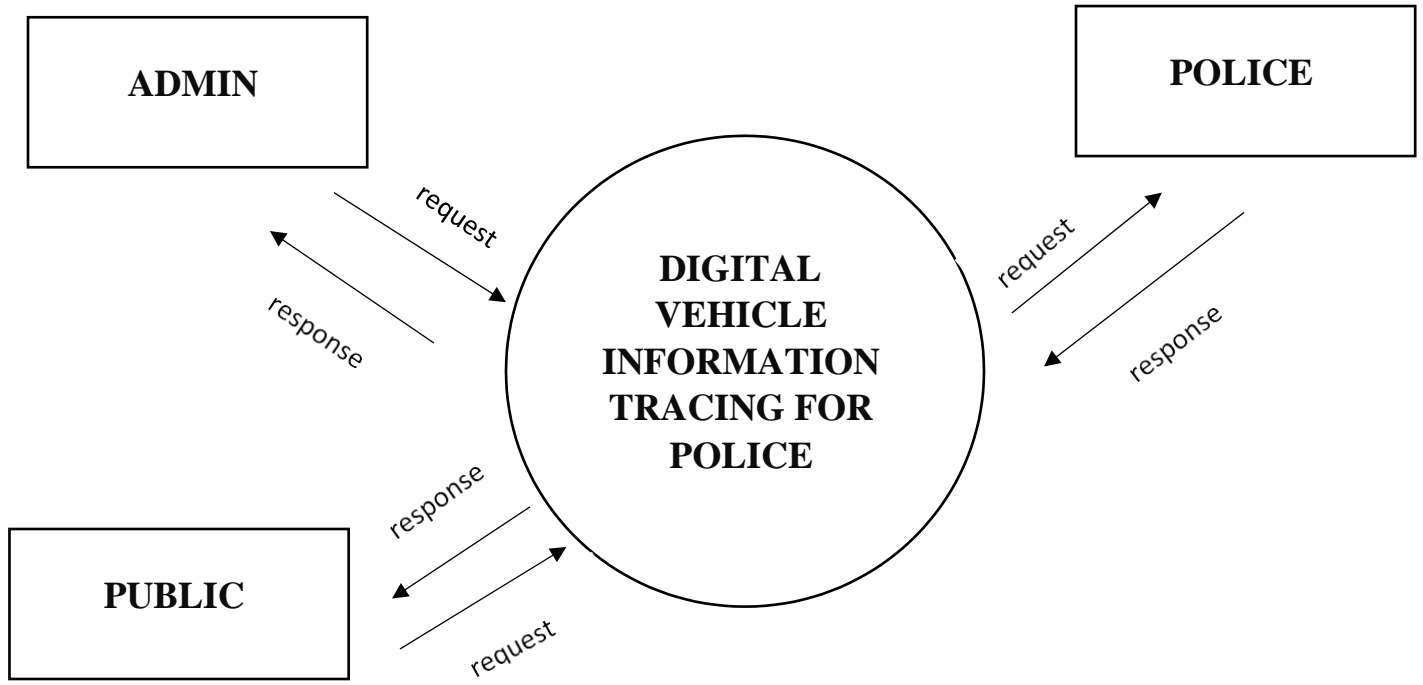 ADMIN
POLICE
request
response
request
response
DIGITAL
VEHICLE
INFORMATION
TRACING FOR
POLICE
response
request
PUBLIC